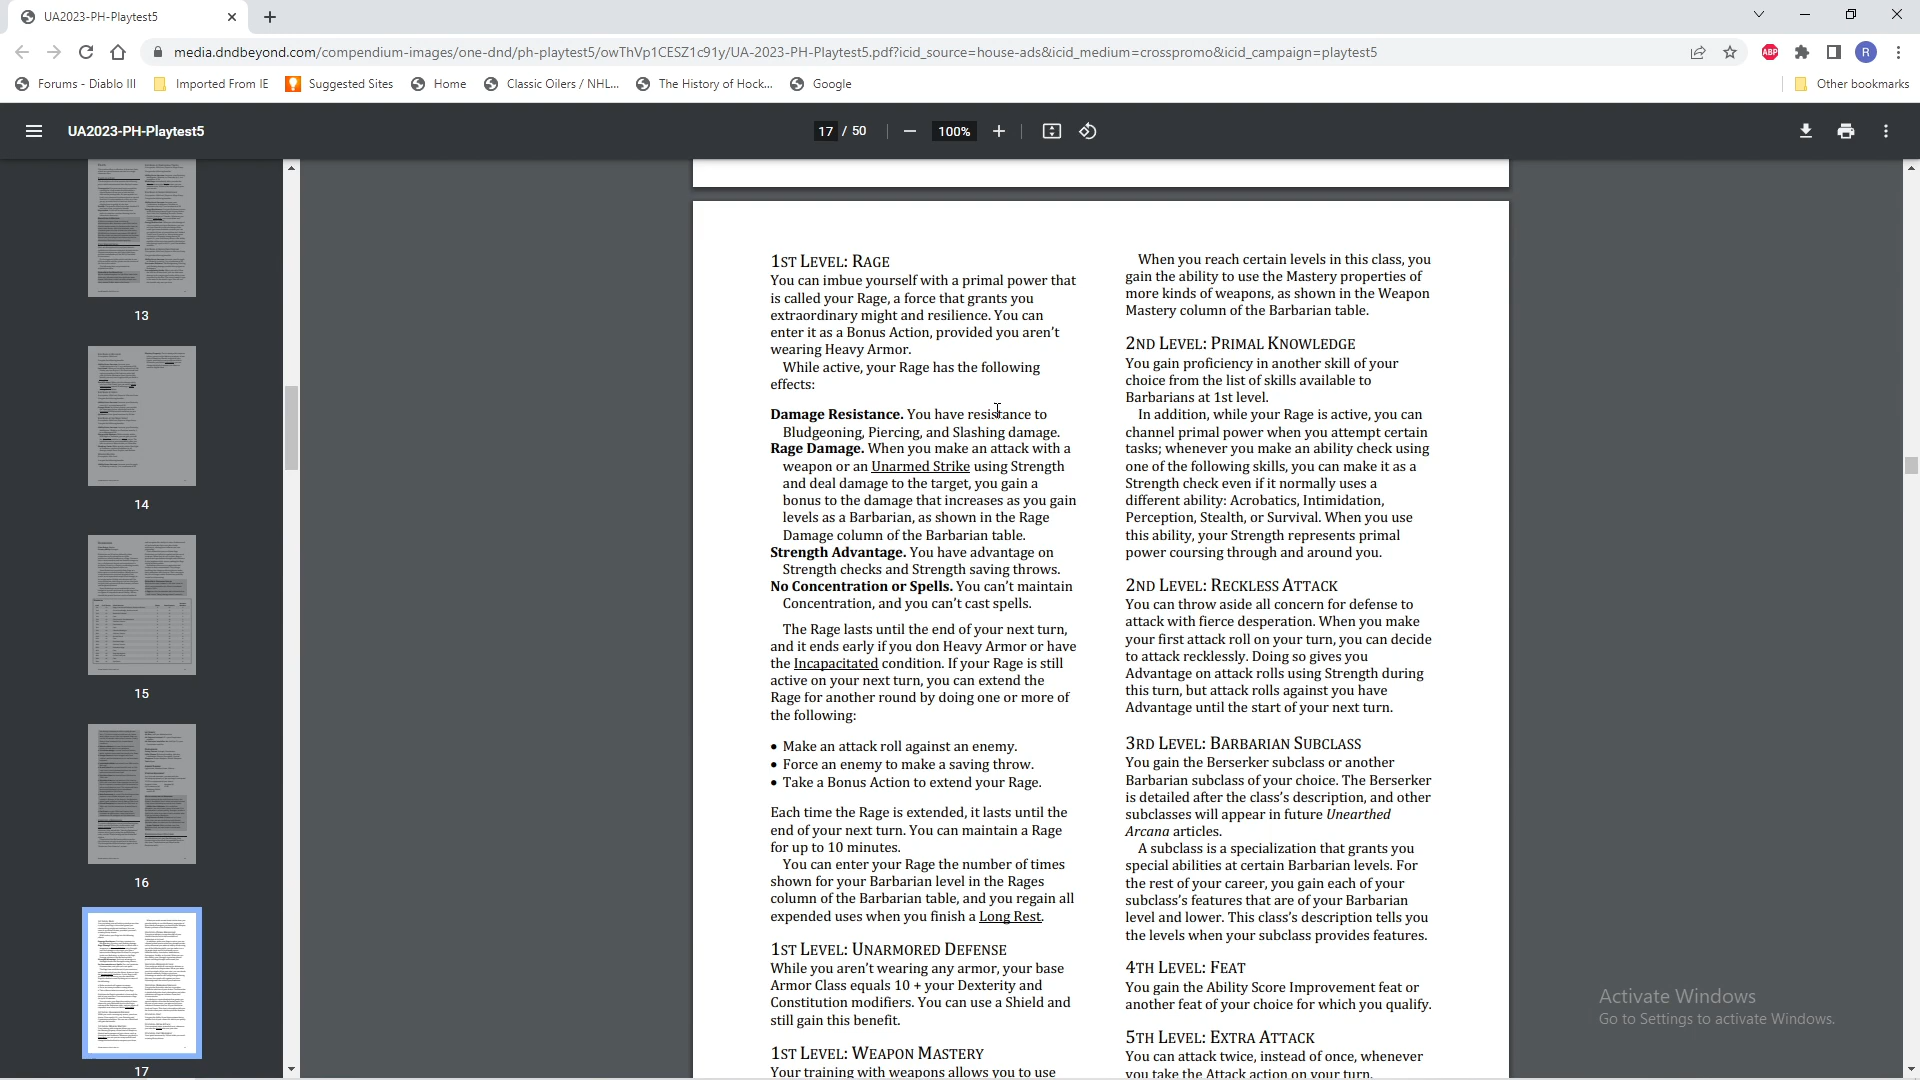 UA2023-PH-Playtest5
media.dndbeyond.com/compendium-images/one-dnd/ph-playtest5/owThVp1CESZ1c91y/UA-2023-PH-Playtest5.pdf?icid_source=house-ads&icid_medium=crosspromo&icid_campaign=playtest5
ABP
R
Forums - Diablo III
Imported From IE
Suggested Sites
Home
Classic Oilers / NHL...
The History of Hock...
Google
Other bookmarks
UA2023-PH-Playtest5
17 / 50
100%
13
14
15
16
17
1ST LEVEL: RAGE
You can imbue yourself with a primal power that
is called your Rage, a force that grants you
extraordinary might and resilience. You can
enter it as a Bonus Action, provided you aren't
wearing Heavy Armor.
While active, your Rage has the following
effects:
Damage Resistance. You have resistance to
Bludgeoning, Piercing, and Slashing damage.
Rage Damage. When you make an attack with a
weapon or an Unarmed Strike using Strength
and deal damage to the target, you gain a
bonus to the damage that increases as you gain
levels as a Barbarian, as shown in the Rage
Damage column of the Barbarian table.
Strength Advantage. You have advantage on
Strength checks and Strength saving throws.
No Concentration or Spells. You can't maintain
Concentration, and you can't cast spells.
The Rage lasts until the end of your next turn,
and it ends early if you don Heavy Armor or have
the Incapacitated condition. If your Rage is still
active on your next turn, you can extend the
Rage for another round by doing one or more of
the following:
• Make an attack roll against an enemy.
• Force an enemy to make a saving throw.
• Take a Bonus Action to extend your Rage.
Each time the Rage is extended, it lasts until the
end of your next turn. You can maintain a Rage
for up to 10 minutes.
You can enter your Rage the number of times
shown for your Barbarian level in the Rages
column of the Barbarian table, and you regain all
expended uses when you finish a Long Rest.
1ST LEVEL: UNARMORED DEFENSE
While you aren't wearing any armor, your base
Armor Class equals 10 + your Dexterity and
Constitution modifiers. You can use a Shield and
still gain this benefit.
1ST LEVEL: WEAPON MASTERY
Your training with weapons allows you to use
When you reach certain levels in this class, you
gain the ability to use the Mastery properties of
more kinds of weapons, as shown in the Weapon
Mastery column of the Barbarian table.
2ND LEVEL: PRIMAL KNOWLEDGE
You gain proficiency in another skill of your
choice from the list of skills available to
Barbarians at 1st level.
In addition, while your Rage is active, you can
channel primal power when you attempt certain
tasks; whenever you make an ability check using
one of the following skills, you can make it as a
Strength check even if it normally uses a
different ability: Acrobatics, Intimidation,
Perception, Stealth, or Survival. When you use
this ability, your Strength represents primal
power coursing through and around you.
2ND LEVEL: RECKLESS ATTACK
You can throw aside all concern for defense to
attack with fierce desperation. When you make
your first attack roll on your turn, you can decide
to attack recklessly. Doing so gives you
Advantage on attack rolls using Strength during
this turn, but attack rolls against you have
Advantage until the start of your next turn.
3RD LEVEL: BARBARIAN SUBCLASS
You gain the Berserker subclass or another
Barbarian subclass of your choice. The Berserker
is detailed after the class's description, and other
subclasses will appear in future Unearthed
Arcana articles.
A subclass is a specialization that grants you
special abilities at certain Barbarian levels. For
the rest of your career, you gain each of your
subclass's features that are of your Barbarian
level and lower. This class's description tells you
the levels when your subclass provides features.
4TH LEVEL: FEAT
You gain the Ability Score Improvement feat or
another feat of your choice for which you qualify.
5TH LEVEL: EXTRA ATTACK
You can attack twice, instead of once, whenever
you take the Attack action on your turn.
Activate Windows
Go to Settings to activate Windows.